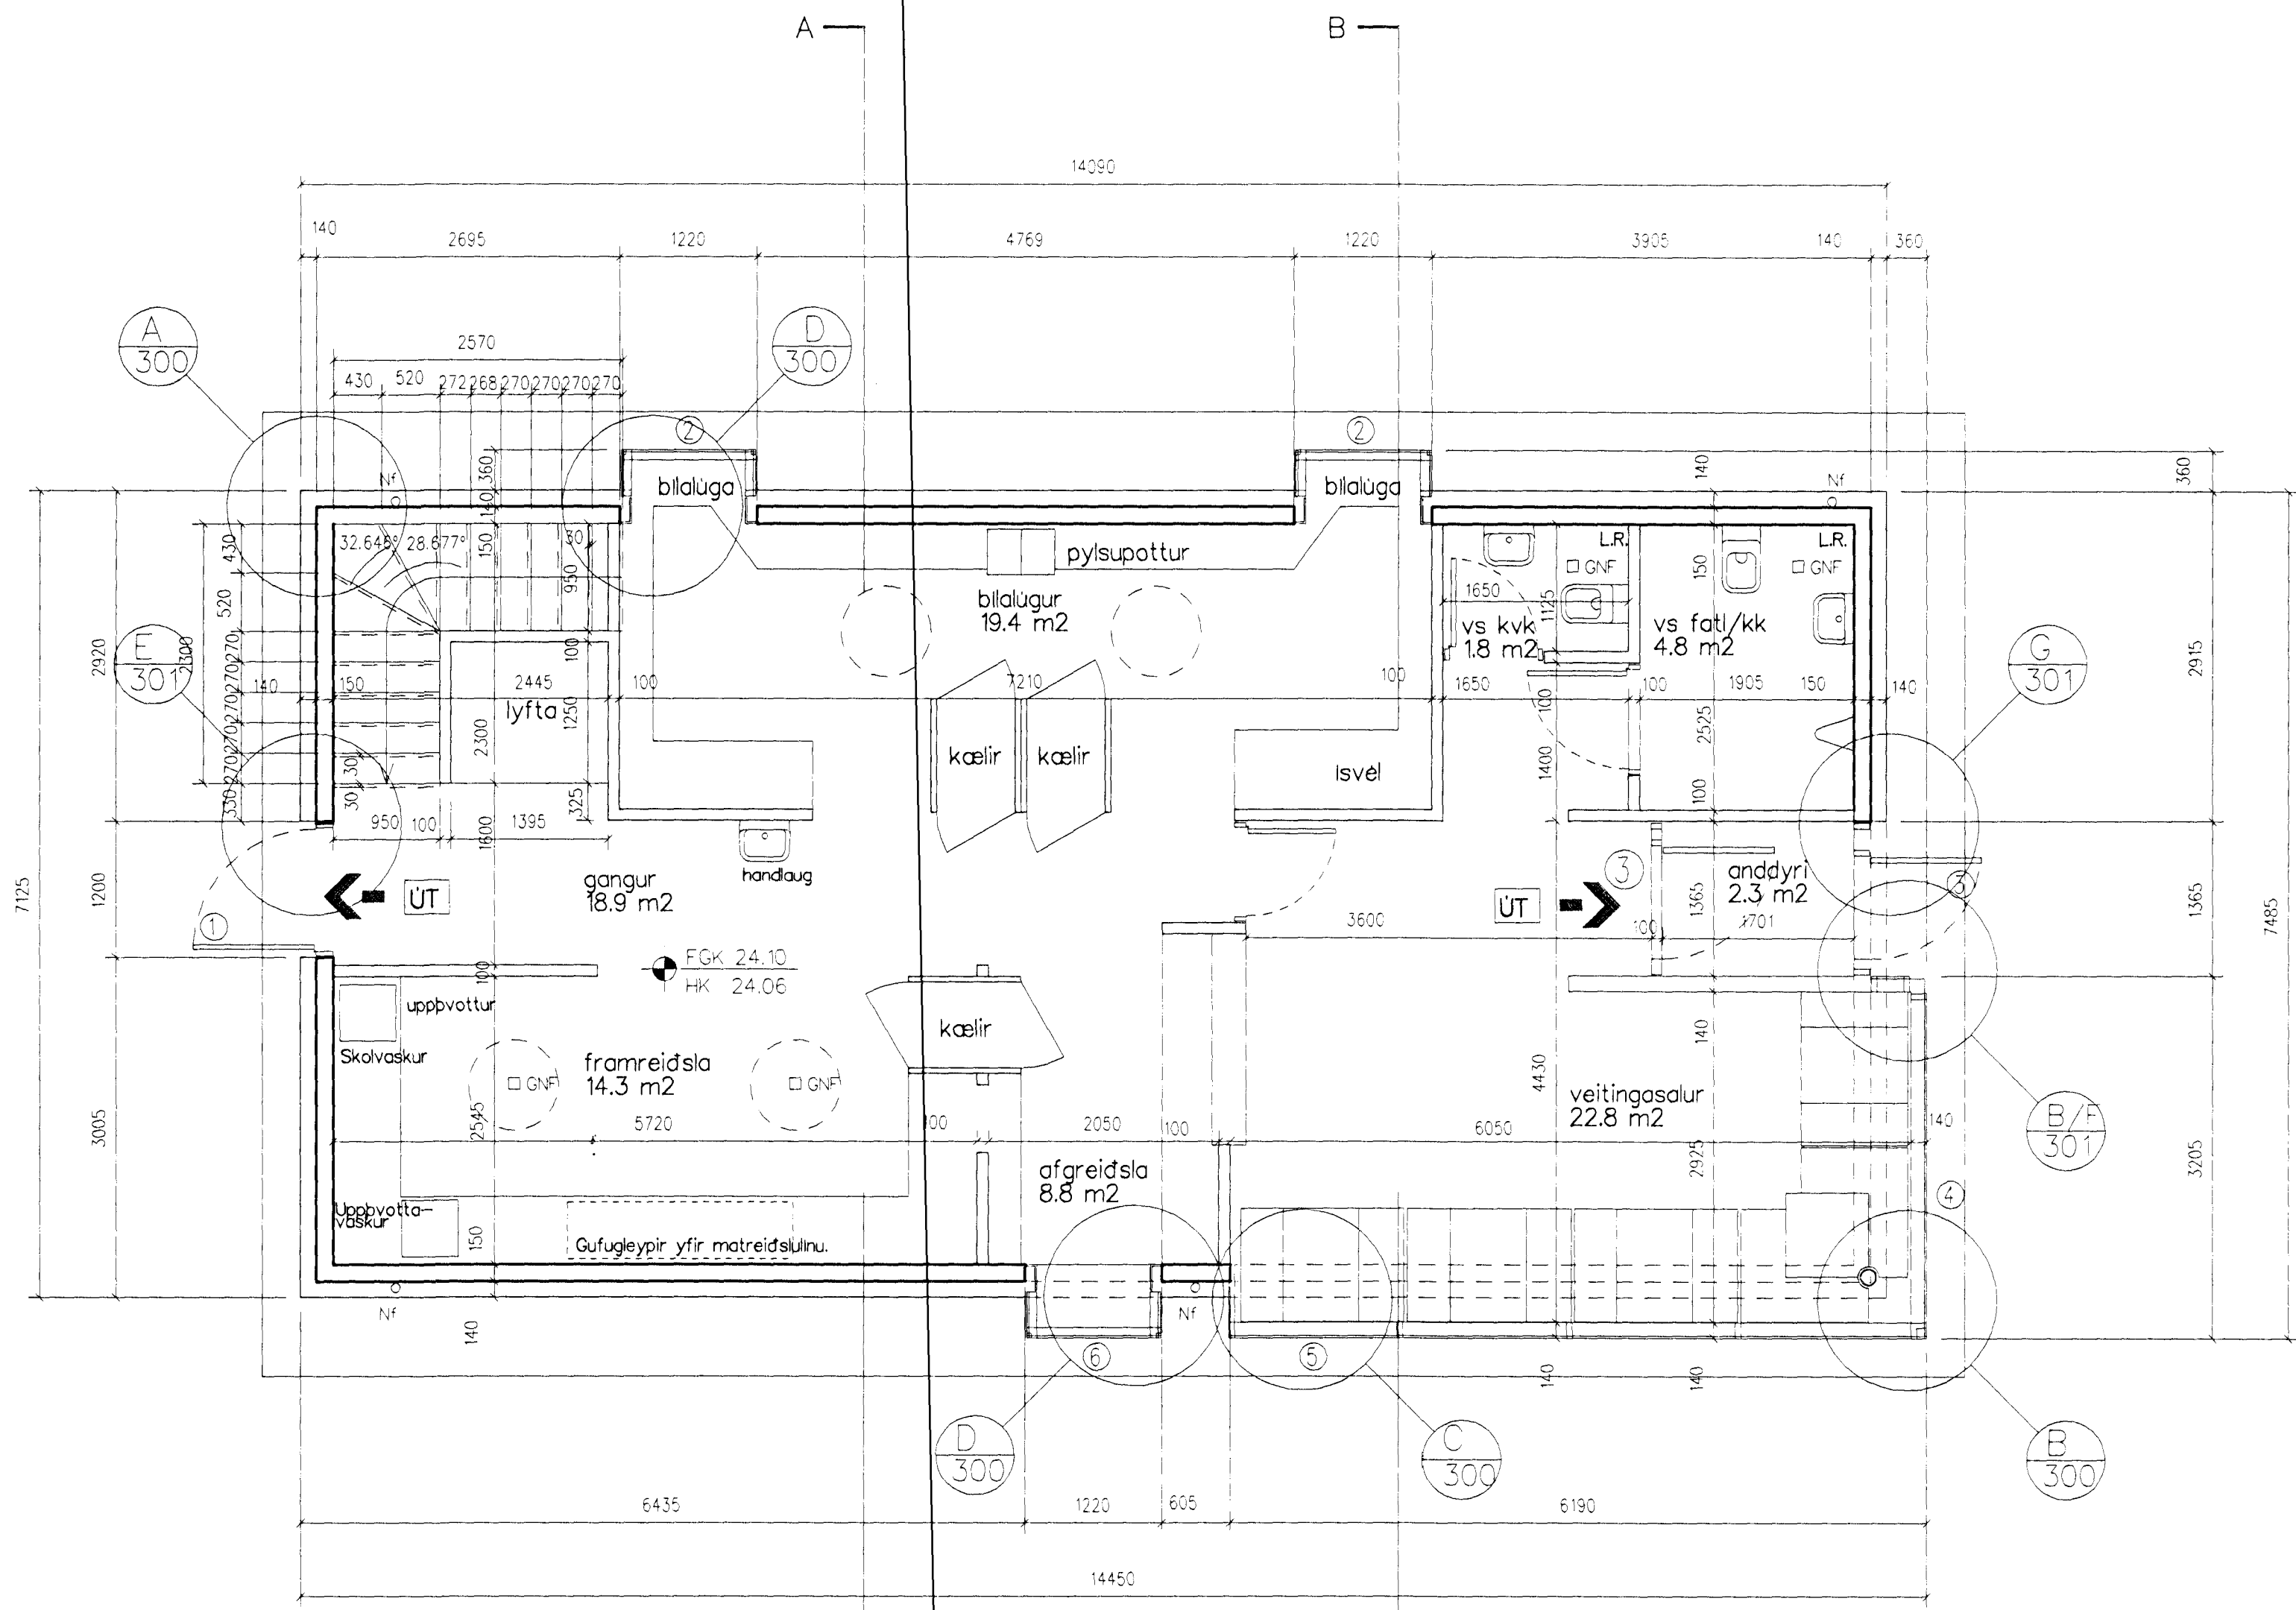 A
B
14090
140
2695
1220
4769
1220
3905
140
360
A
300
D
300
2570
430
520
272
268
270
270
270
270
2
2
360
140
140
360
Nf
Nf
bílalúga
bílalúga
32.646°
28.677°
150
30
950
pylsupottur
L.R.
GNF
L.R.
GNF
150
430
520
2300
270
270
270
270
270
330
2920
E
301
bílalúgur
19.4 m2
1650
1125
vs kvk
1.8 m2
vs fatl/kk
4.8 m2
G
301
2915
100
140
150
2445
100
7210
100
1650
100
100
1905
150
140
lyfta
2300
1250
kælir
kælir
Ísvél
1400
2525
30
30
325
100
950
100
1395
1600
handlaug
7125
1200
gangur
18.9 m2
ÚT
1
ÚT
3
anddyri
2.3 m2
3
1365
1365
7485
3600
100
1701
FGK 24.10
HK 24.06
100
uppþvottur
Skolvaskur
kælir
140
framreiðsla
14.3 m2
GNF
GNF
4430
veitingasalur
22.8 m2
B/F
301
3005
2545
5720
100
2050
100
6050
140
afgreiðsla
8.8 m2
2925
3205
4
Uppþvotta-
vaskur
150
Gufugleypir yfir matreiðslulínu.
Nf
140
Nf
6
5
140
140
D
300
C
300
B
300
6435
1220
605
6190
14450